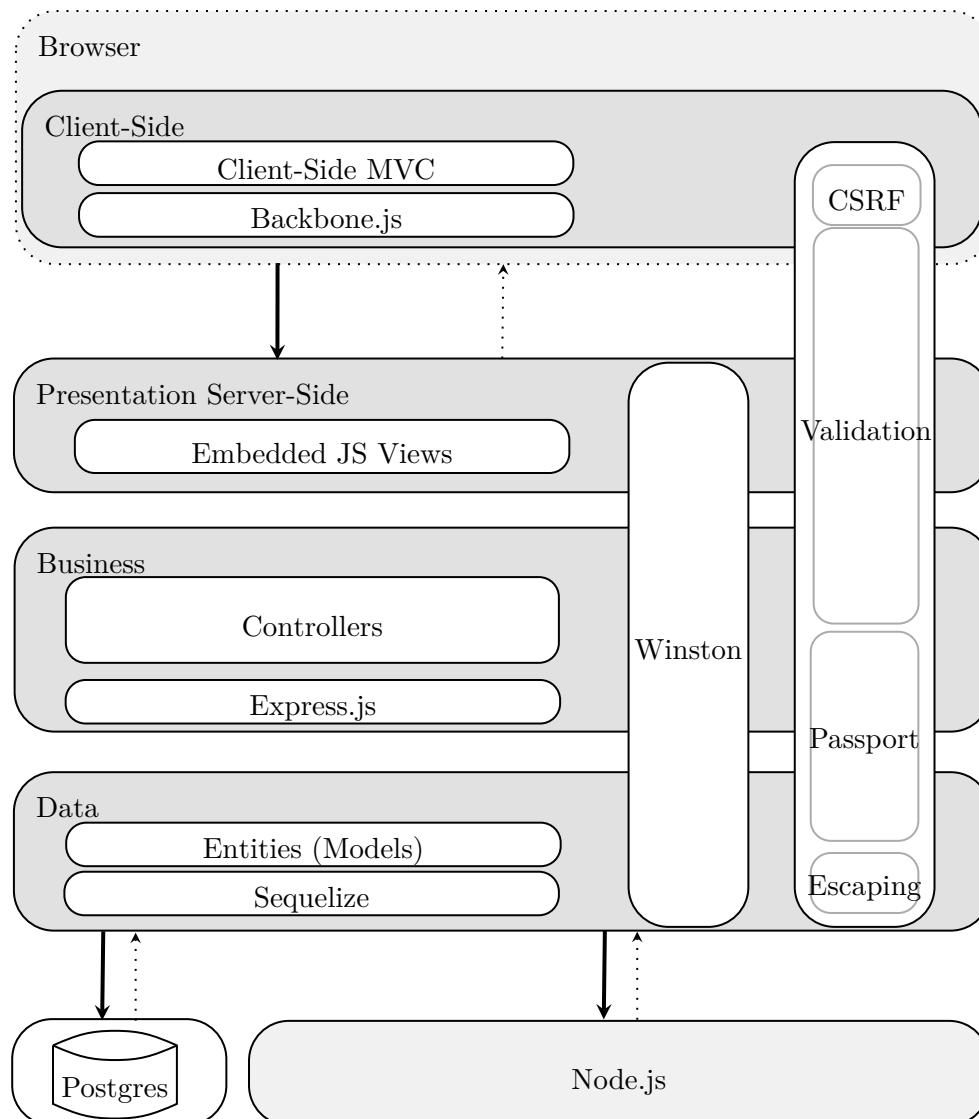 Browser
Client-Side
Client-Side MVC
CSRF
Backbone.js
Presentation Server-Side
Validation
Embedded JS Views
Business
Controllers
Winston
Express.js
Passport
Data
Entities (Models)
Escaping
Sequelize
Postgres
Node.js